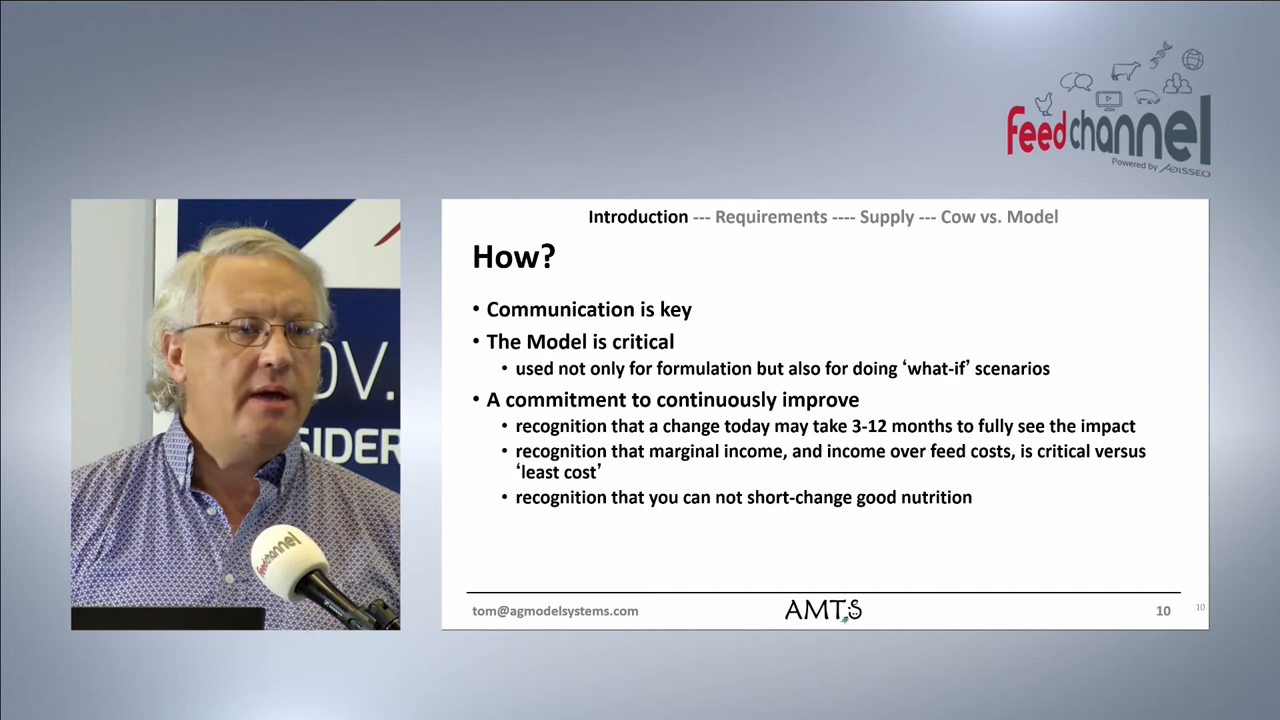 feedchannel
Powered by ADISSEO
Introduction --- Requirements ---- Supply --- Cow vs. Model
How?
• Communication is key
• The Model is critical
• used not only for formulation but also for doing ‘what-if’ scenarios
• A commitment to continuously improve
• recognition that a change today may take 3-12 months to fully see the impact
• recognition that marginal income, and income over feed costs, is critical versus
‘least cost’
• recognition that you can not short-change good nutrition
OV.
SIDER
feedchannel
tom@agmodelsystems.com
AMTS
10
10